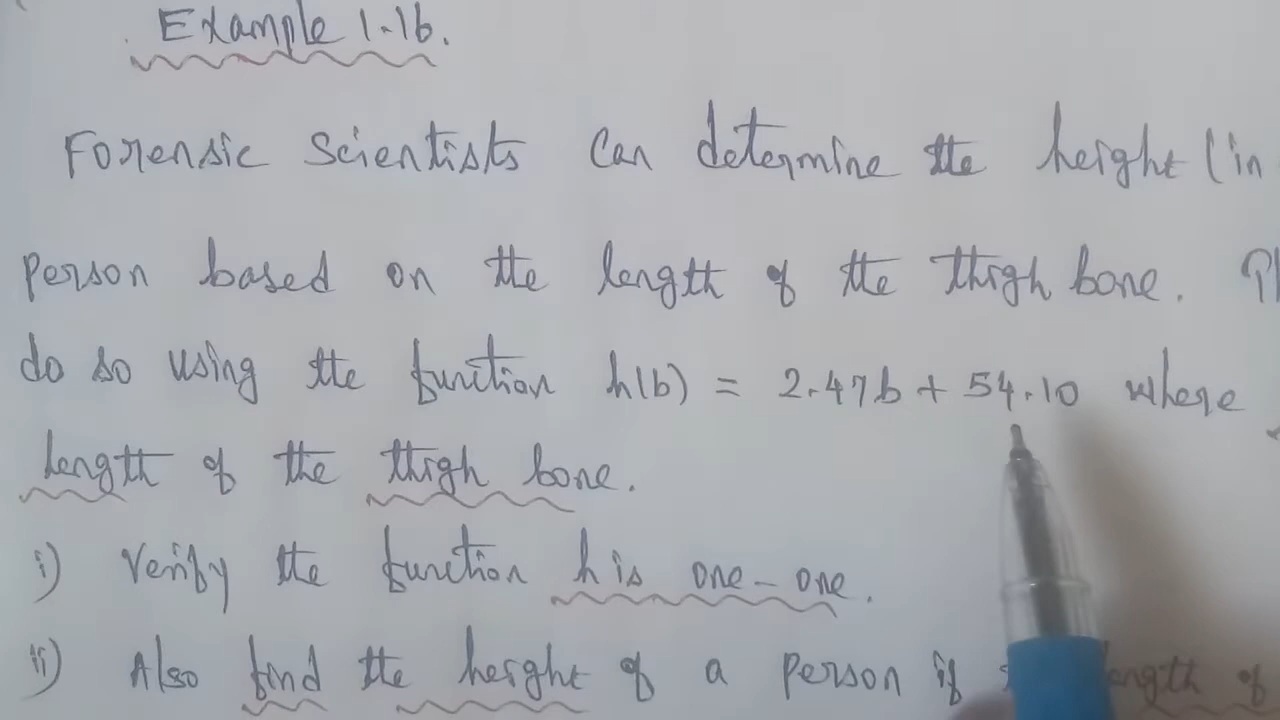 Example 1.16.
Forensic Scientists can determine the height (in
person based on the length of the thigh bone.
do so using the function h(b) = 2.47b + 54.10 where
length of the thigh bone.
i) Verify the function h is one-one.
ii) Also find the height of a person if length of